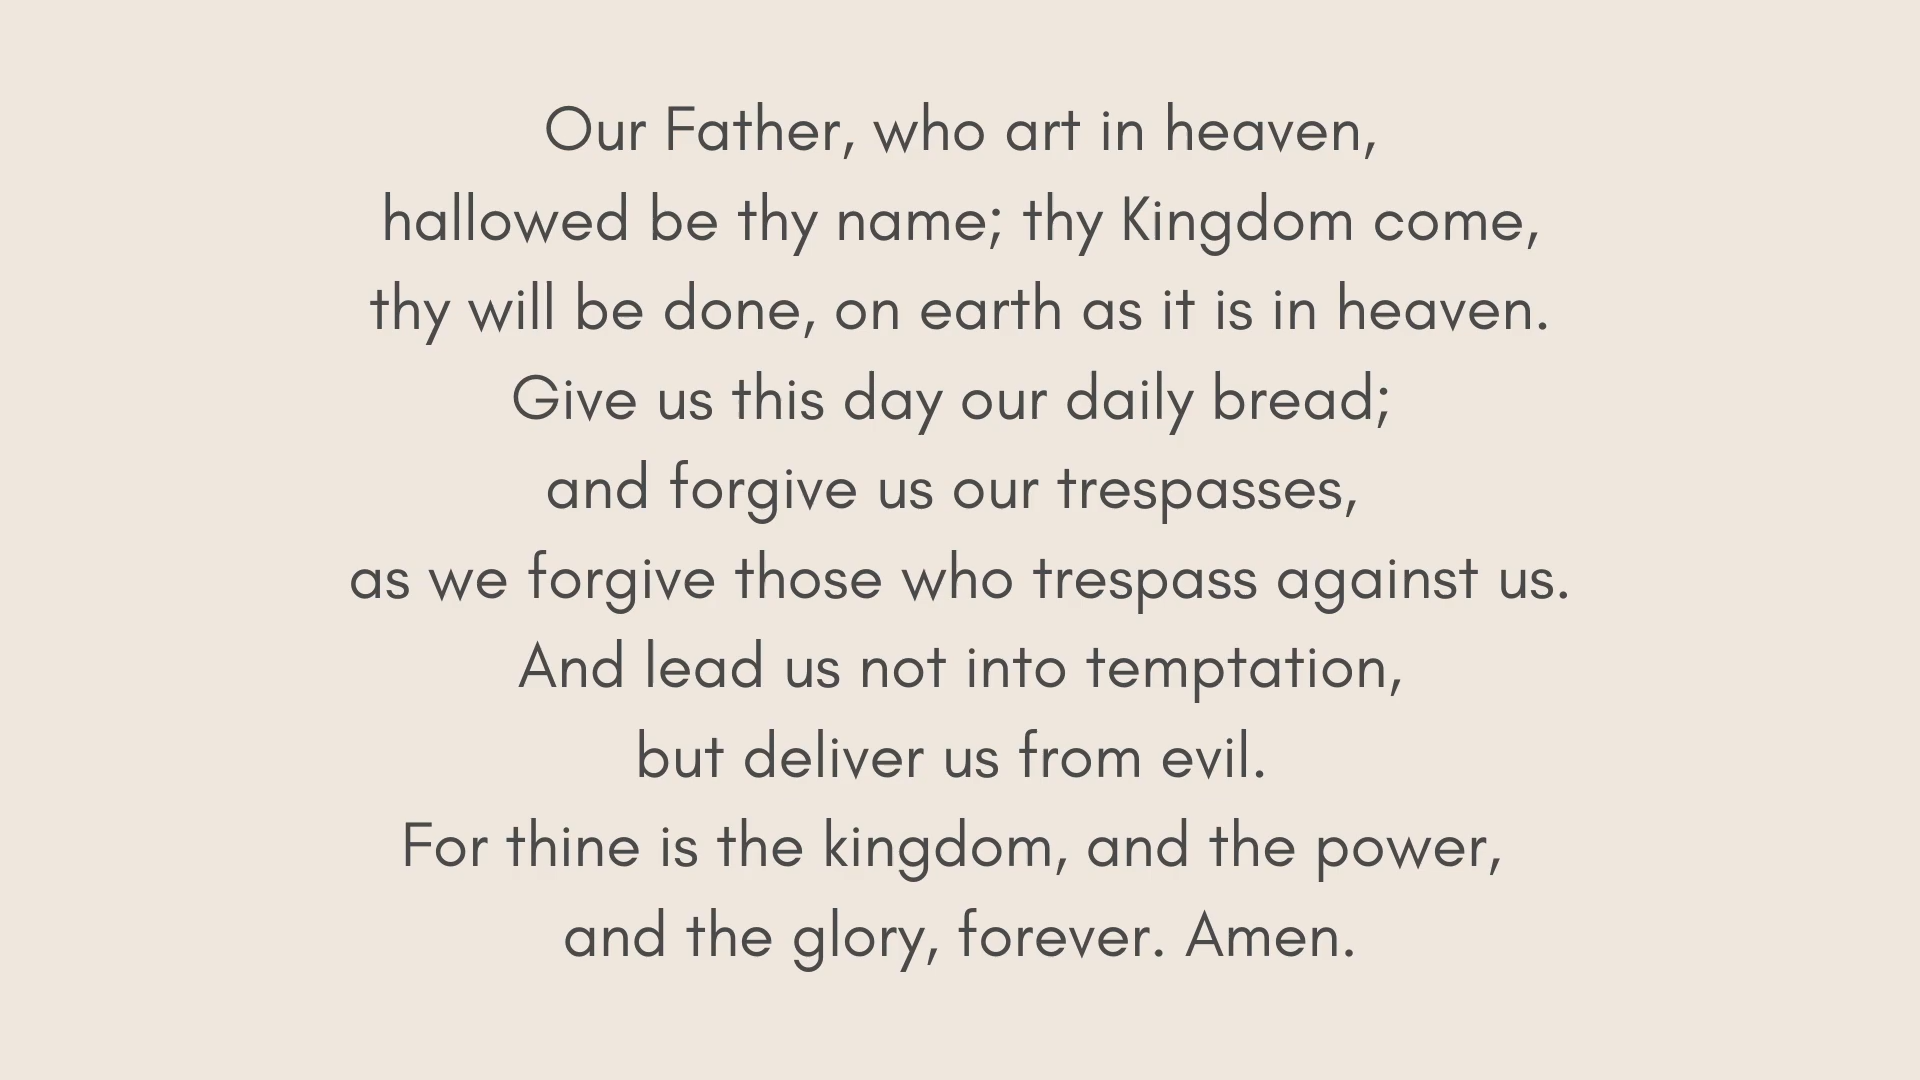 Our Father, who art in heaven,
hallowed be thy name; thy Kingdom come,
thy will be done, on earth as it is in heaven.
Give us this day our daily bread;
and forgive us our trespasses,
as we forgive those who trespass against us.
And lead us not into temptation,
but deliver us from evil.
For thine is the kingdom, and the power,
and the glory, forever. Amen.